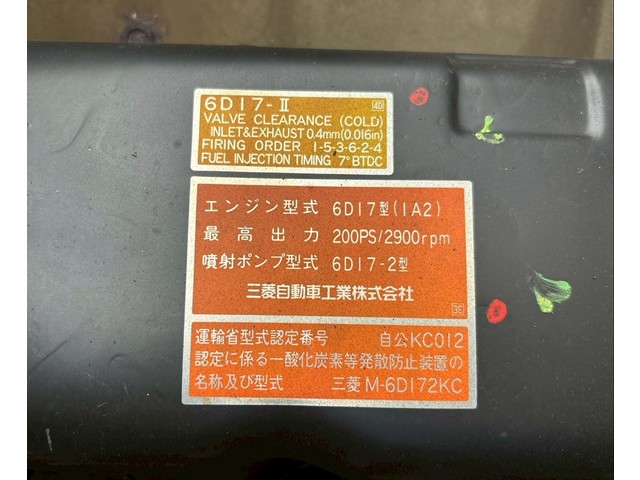 6D17-Ⅱ 4D
VALVE CLEARANCE (COLD)
INLET&EXHAUST 0.4mm(0.016in)
FIRING ORDER 1-5-3-6-2-4
FUEL INJECTION TIMING 7° BTDC
エンジン型式 6D17型(1A2)
最高出力 200PS/2900rpm
噴射ポンプ型式 6D17-2型
三菱自動車工業株式会社
3E
運輸省型式認定番号 自公KC012
認定に係る一酸化炭素等発散防止装置の
名称及び型式 三菱 M-6D172KC